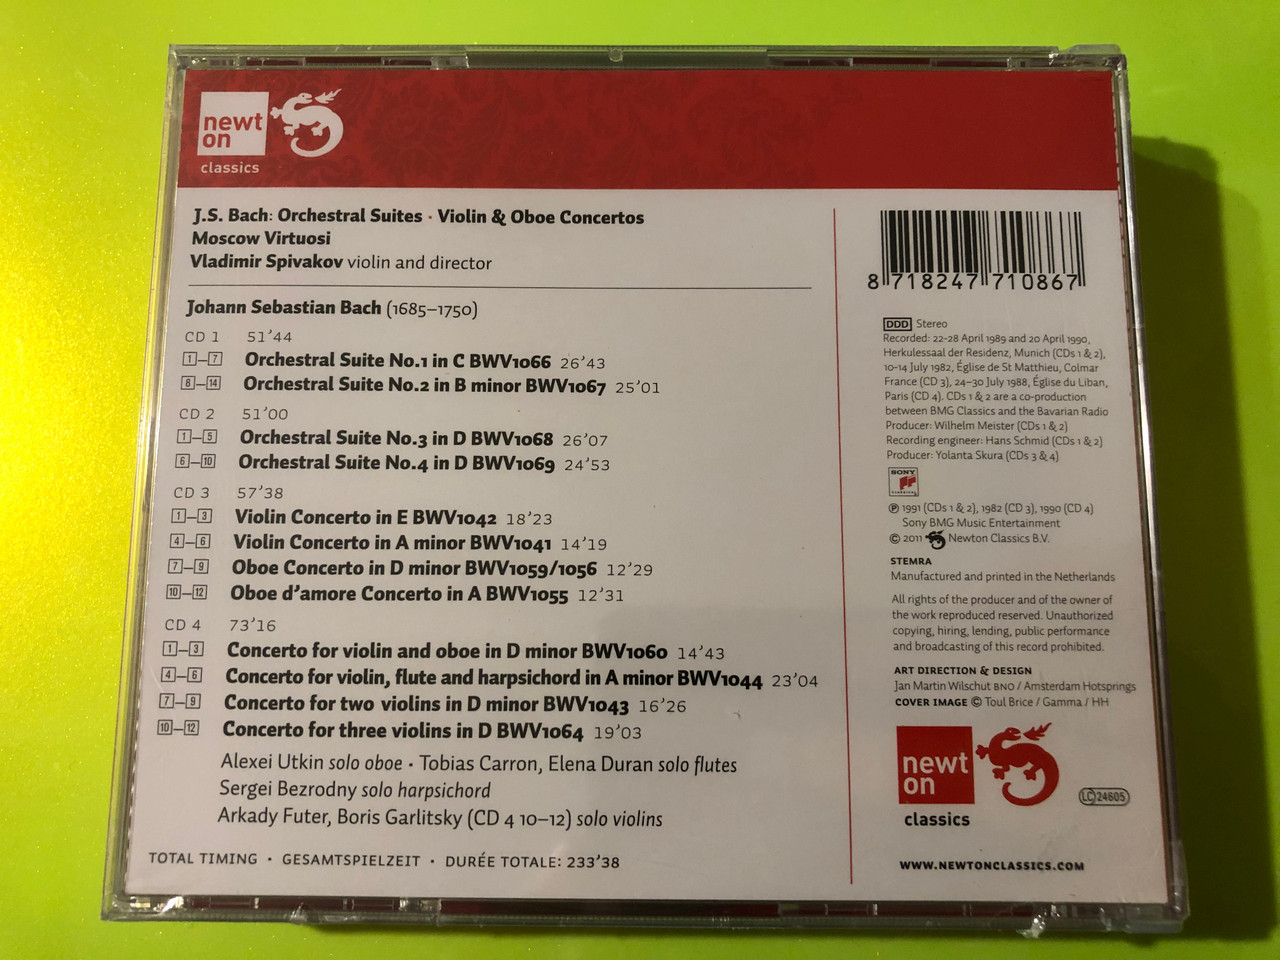 newt
on
classics
J.S. Bach: Orchestral Suites · Violin & Oboe Concertos
Moscow Virtuosi
Vladimir Spivakov violin and director
Johann Sebastian Bach (1685–1750)
CD 1 51’44
1–7 Orchestral Suite No.1 in C BWV1066 26’43
8–14 Orchestral Suite No.2 in B minor BWV1067 25’01
CD 2 51’00
1–5 Orchestral Suite No.3 in D BWV1068 26’07
6–10 Orchestral Suite No.4 in D BWV1069 24’53
CD 3 57’38
1–3 Violin Concerto in E BWV1042 18’23
4–6 Violin Concerto in A minor BWV1041 14’19
7–9 Oboe Concerto in D minor BWV1059/1056 12’29
10–12 Oboe d’amore Concerto in A BWV1055 12’31
CD 4 73’16
1–3 Concerto for violin and oboe in D minor BWV1060 14’43
4–6 Concerto for violin, flute and harpsichord in A minor BWV1044 23’04
7–9 Concerto for two violins in D minor BWV1043 16’26
10–12 Concerto for three violins in D BWV1064 19’03
Alexei Utkin solo oboe · Tobias Carron, Elena Duran solo flutes
Sergei Bezrodny solo harpsichord
Arkady Futer, Boris Garlitsky (CD 4 10–12) solo violins
TOTAL TIMING · GESAMTSPIELZEIT · DURÉE TOTALE: 233’38
8 718247 710867
DDD Stereo
Recorded: 22-28 April 1989 and 20 April 1990,
Herkulessaal der Residenz, Munich (CDs 1 & 2),
10-14 July 1982, Église de St Matthieu, Colmar
France (CD 3), 24–30 July 1988, Église du Liban,
Paris (CD 4). CDs 1 & 2 are a co-production
between BMG Classics and the Bavarian Radio
Producer: Wilhelm Meister (CDs 1 & 2)
Recording engineer: Hans Schmid (CDs 1 & 2)
Producer: Yolanta Skura (CDs 3 & 4)
SONY
CLASSICAL
℗ 1991 (CDs 1 & 2), 1982 (CD 3), 1990 (CD 4)
Sony BMG Music Entertainment
© 2011 Newton Classics B.V.
STEMRA
Manufactured and printed in the Netherlands
All rights of the producer and of the owner of
the work reproduced reserved. Unauthorized
copying, hiring, lending, public performance
and broadcasting of this record prohibited.
ART DIRECTION & DESIGN
Jan Martin Wilschut BNO / Amsterdam Hotsprings
COVER IMAGE © Toul Brice / Gamma / HH
newt
on
classics
LC 24605
WWW.NEWTONCLASSICS.COM